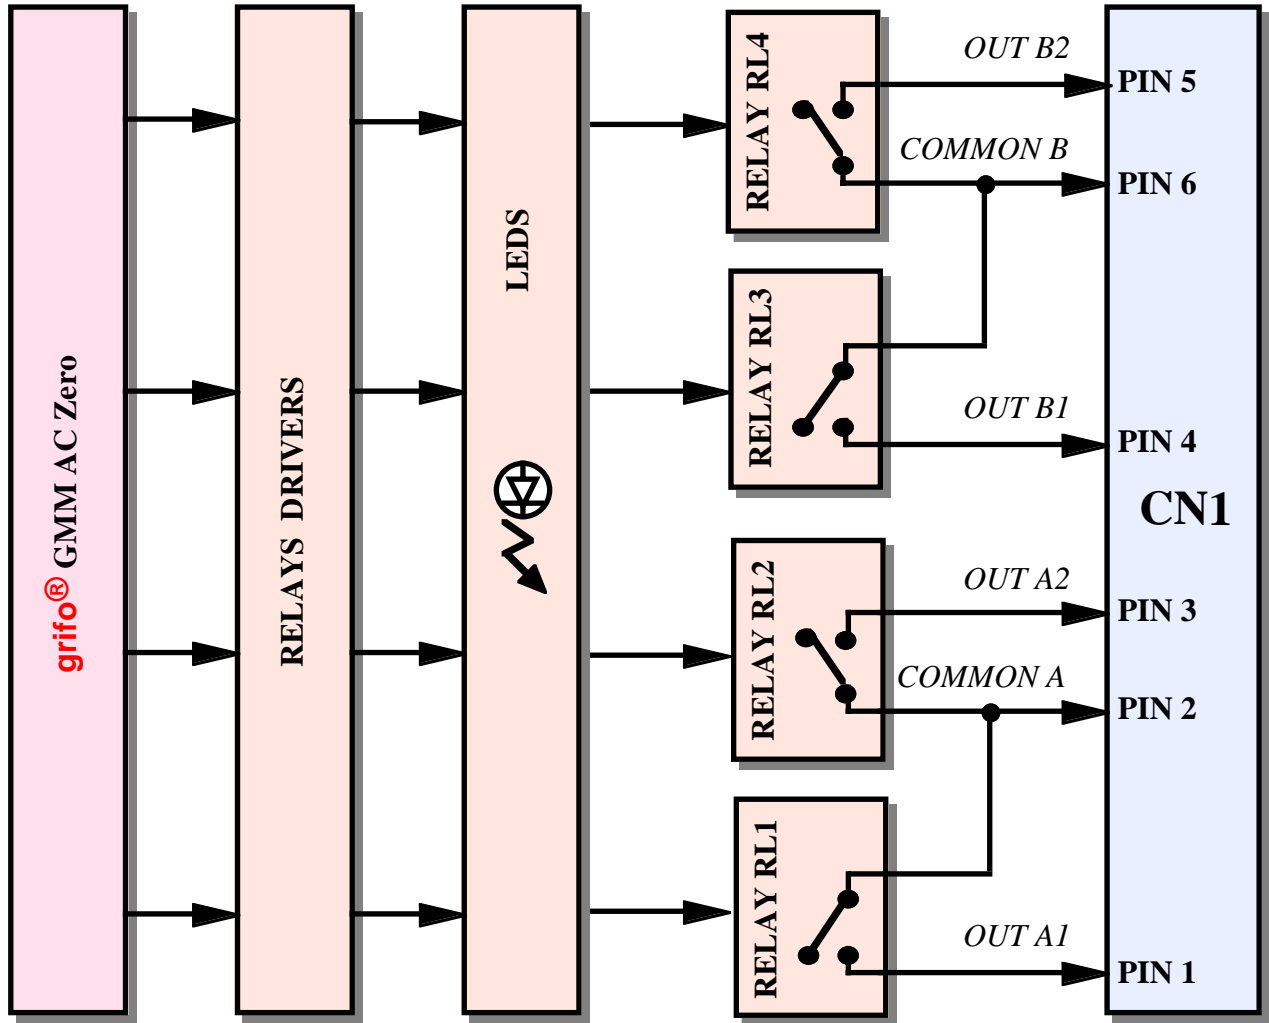 grifo® GMM AC Zero
RELAYS DRIVERS
LEDS
RELAY RL4
OUT B2
PIN 5
COMMON B
PIN 6
RELAY RL3
OUT B1
PIN 4
CN1
RELAY RL2
OUT A2
PIN 3
COMMON A
PIN 2
RELAY RL1
OUT A1
PIN 1